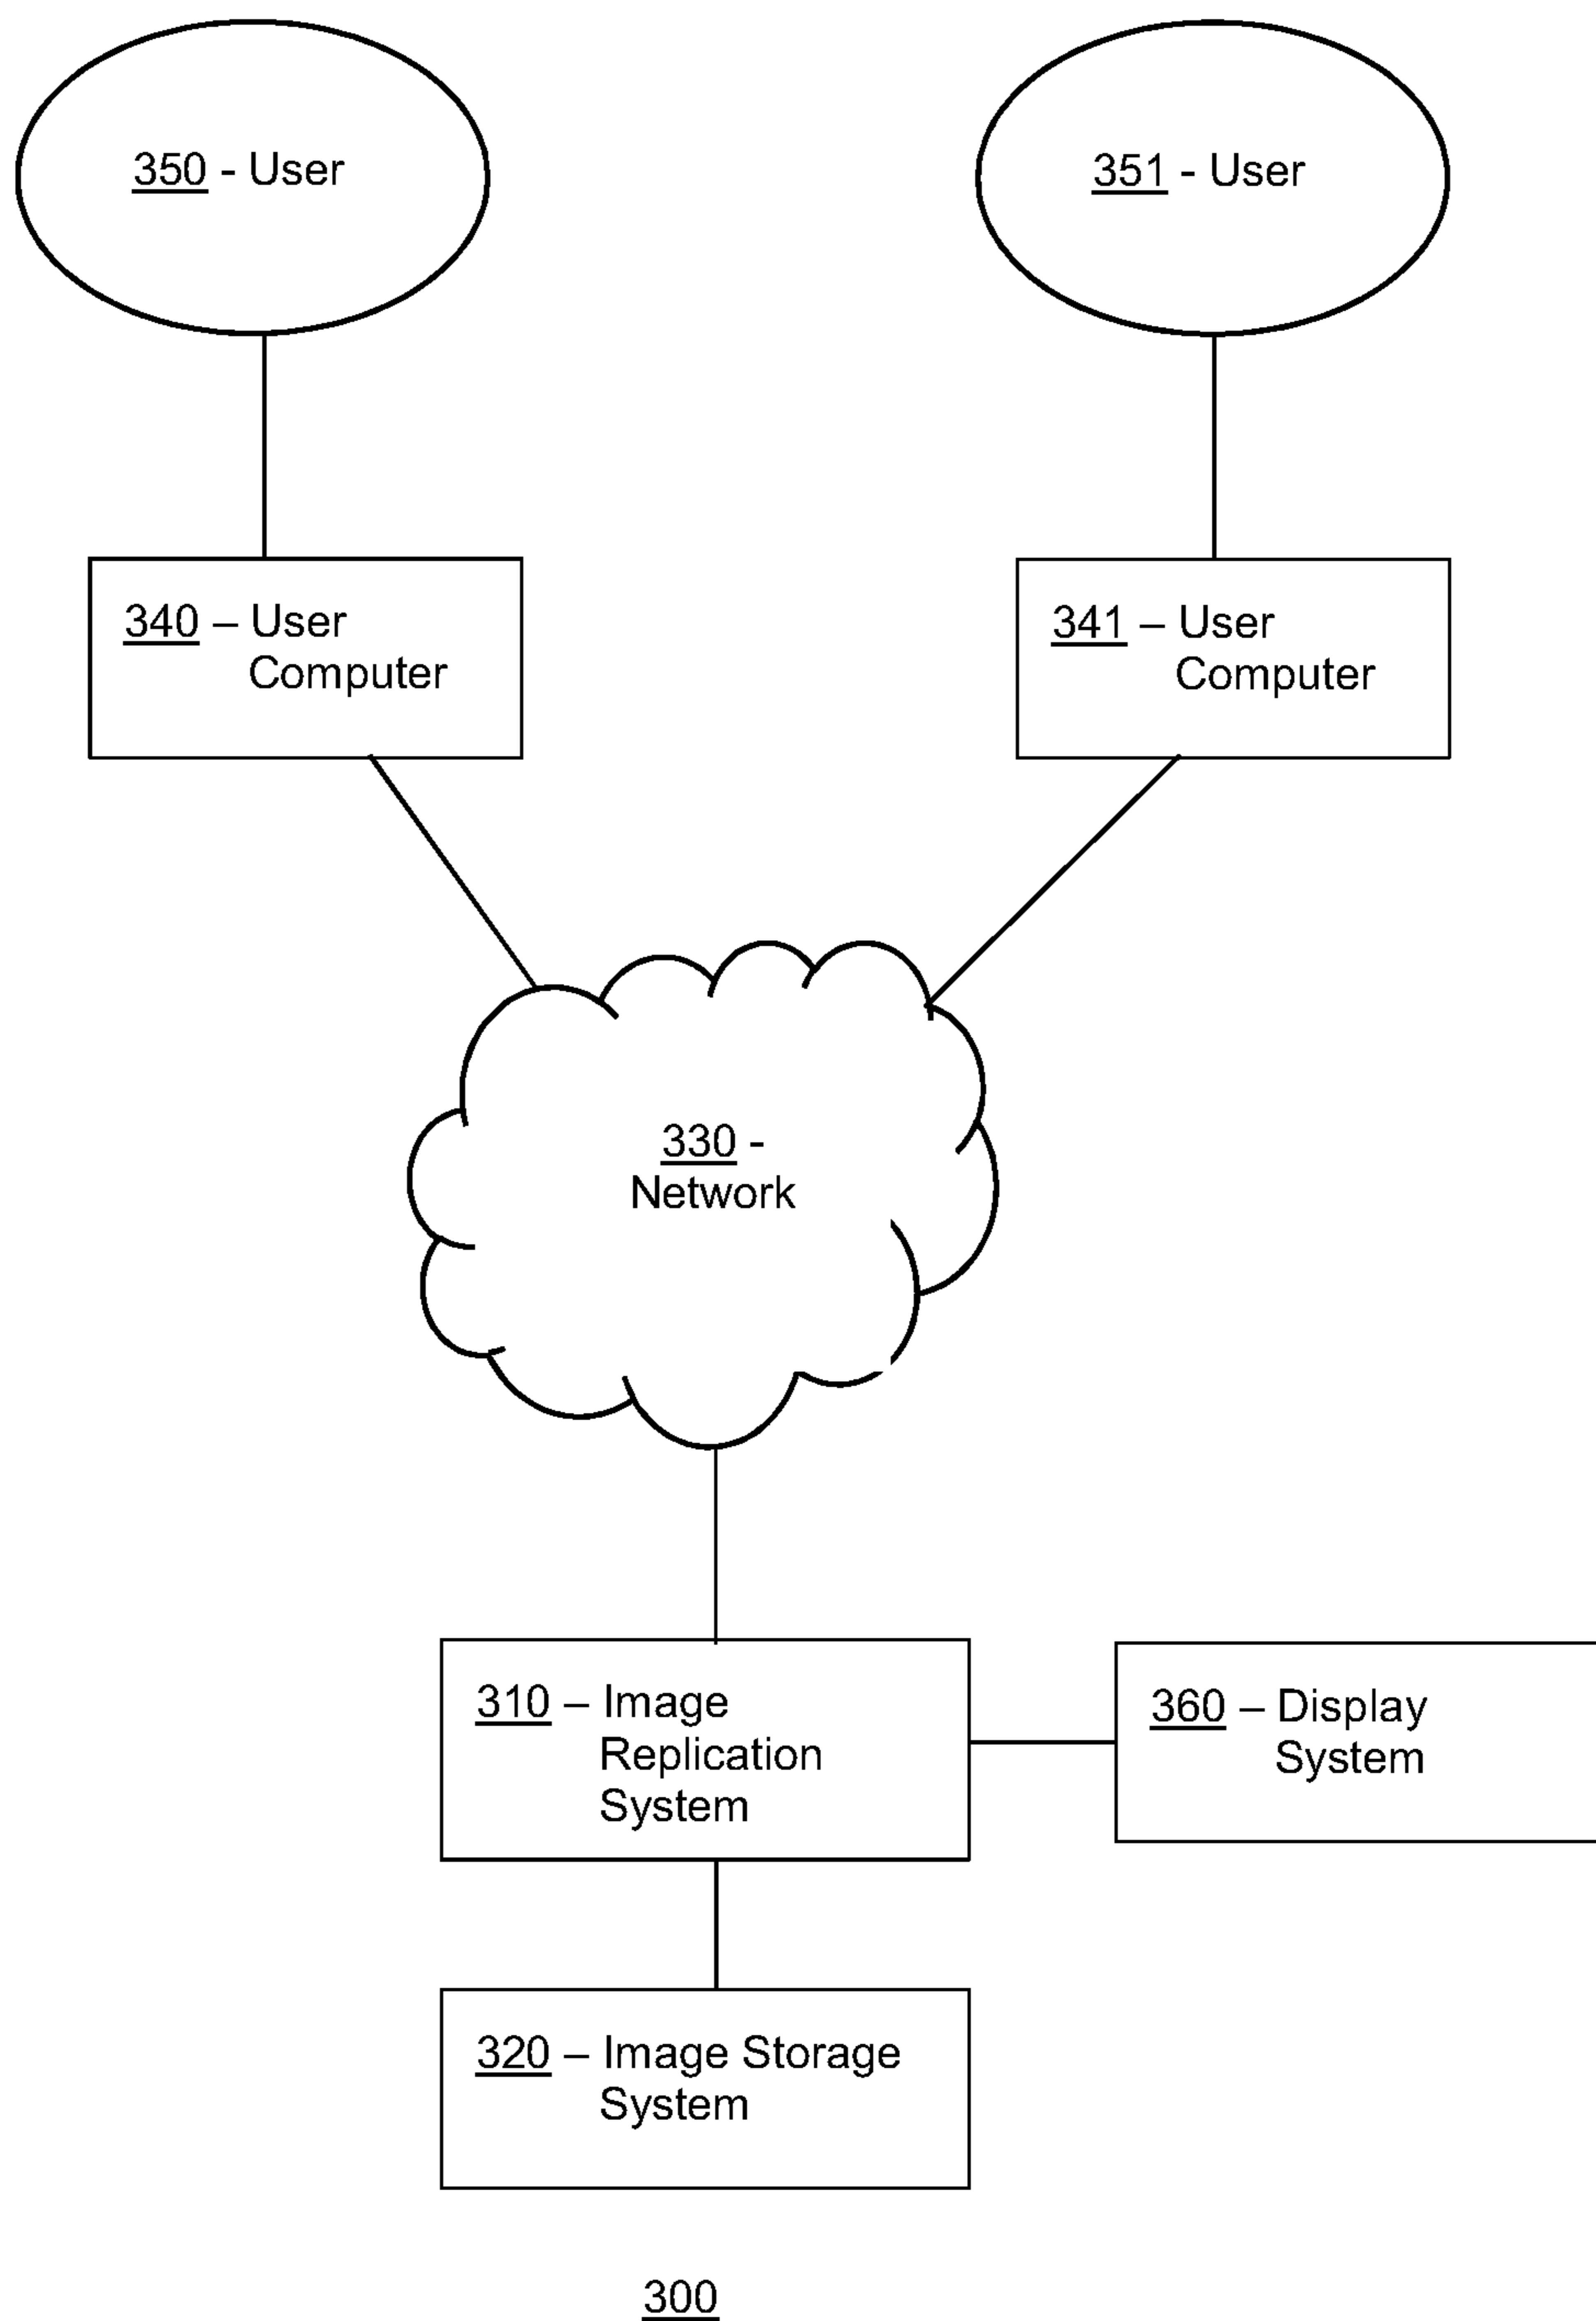 350 - User
351 - User
340 – User
Computer
341 – User
Computer
330 -
Network
310 – Image
Replication
System
360 – Display
System
320 – Image Storage
System
300